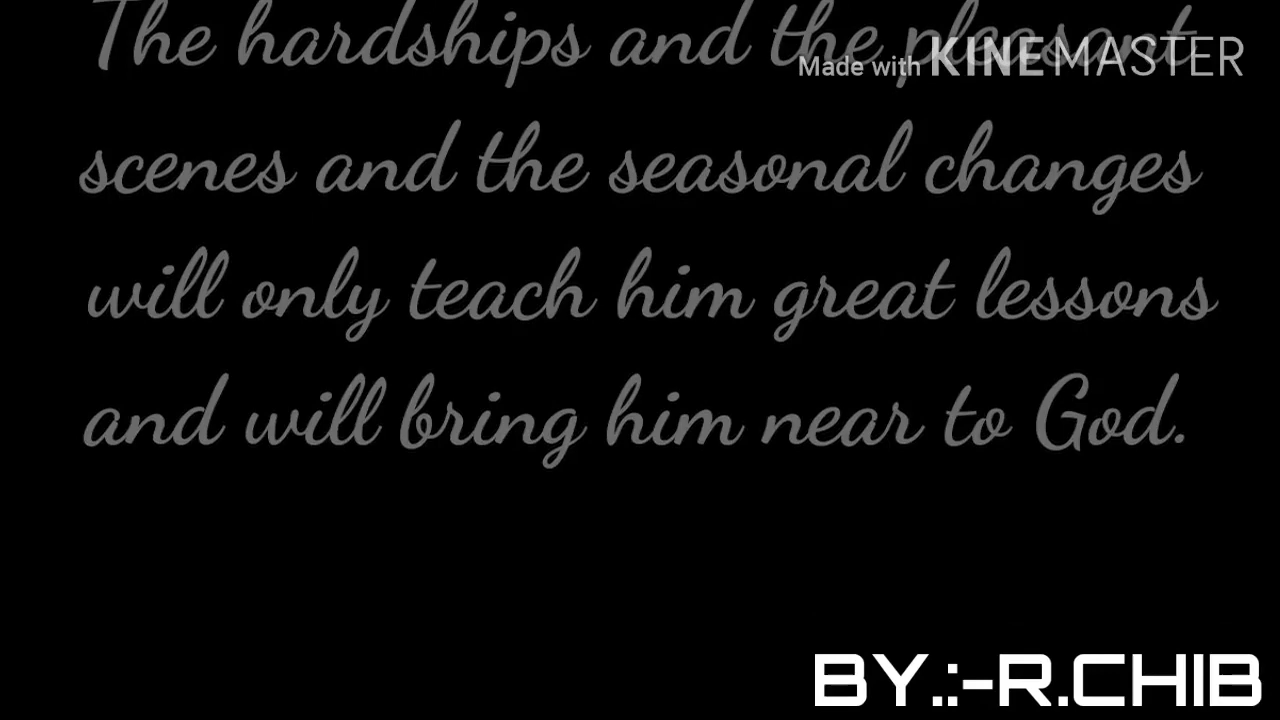 The hardships and the pleasant
Made with KINEMASTER
scenes and the seasonal changes
will only teach him great lessons
and will bring him near to God.
BY.:-R.CHIB